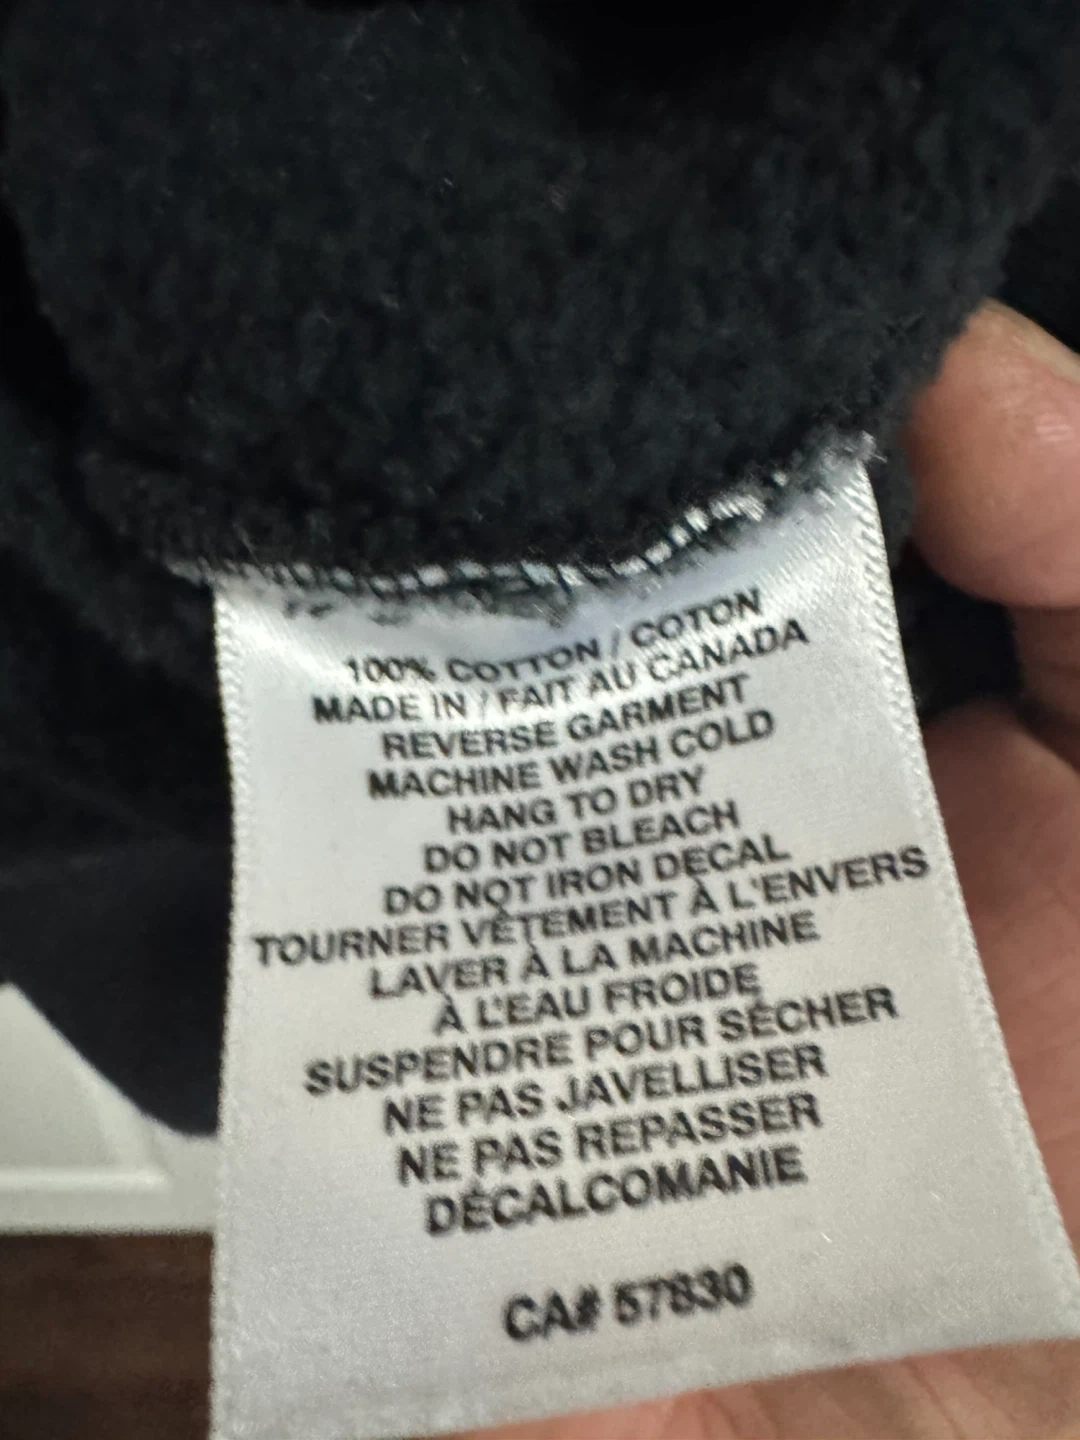 100% COTTON / COTON
MADE IN / FAIT AU CANADA
REVERSE GARMENT
MACHINE WASH COLD
HANG TO DRY
DO NOT BLEACH
DO NOT IRON DECAL
TOURNER VÊTEMENT À L'ENVERS
LAVER À LA MACHINE
À L'EAU FROIDE
SUSPENDRE POUR SÉCHER
NE PAS JAVELLISER
NE PAS REPASSER
DÉCALCOMANIE
CA# 57830